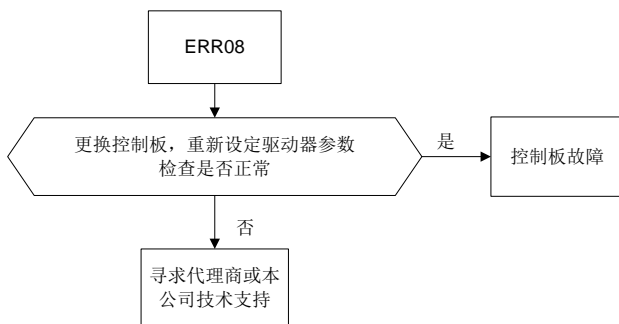 ERR08
更换控制板，重新设定驱动器参数
检查是否正常
是
控制板故障
否
寻求代理商或本
公司技术支持